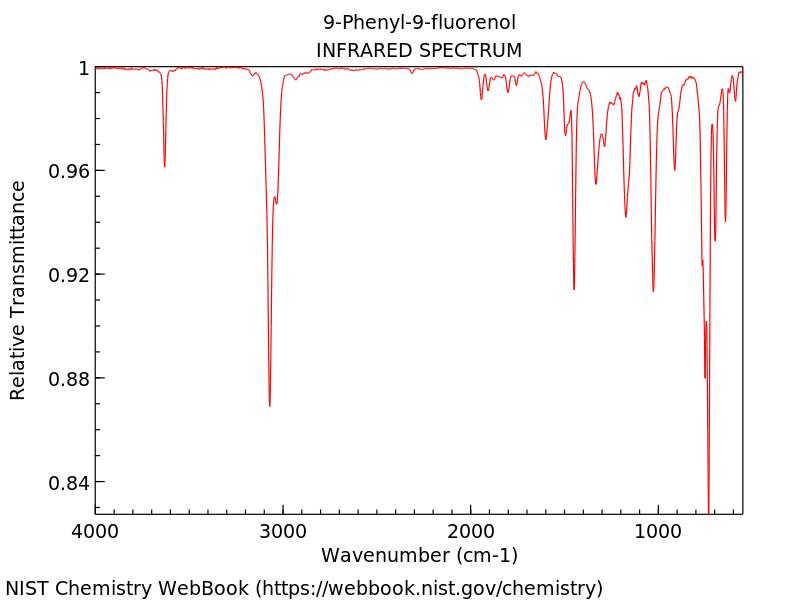 9-Phenyl-9-fluorenol
INFRARED SPECTRUM
1
0.96
0.92
0.88
0.84
Relative Transmittance
4000 3000 2000 1000
Wavenumber (cm-1)
NIST Chemistry WebBook (https://webbook.nist.gov/chemistry)